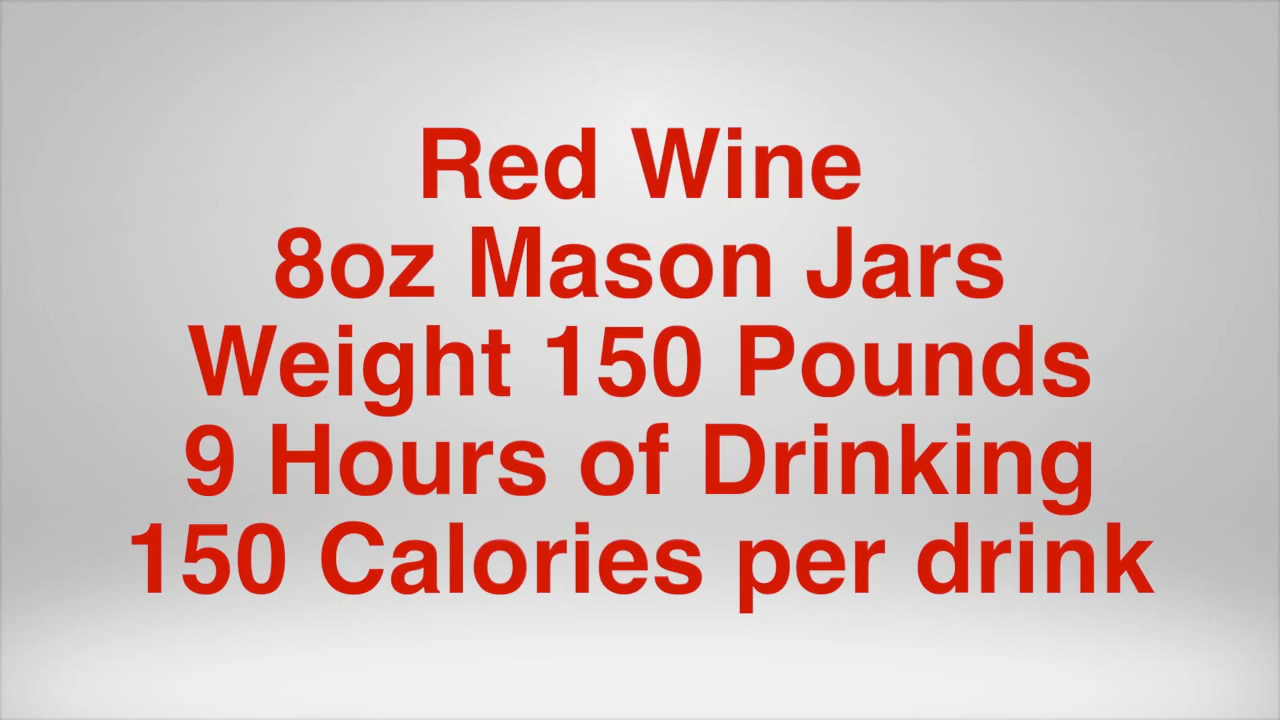 Red Wine
8oz Mason Jars
Weight 150 Pounds
9 Hours of Drinking
150 Calories per drink